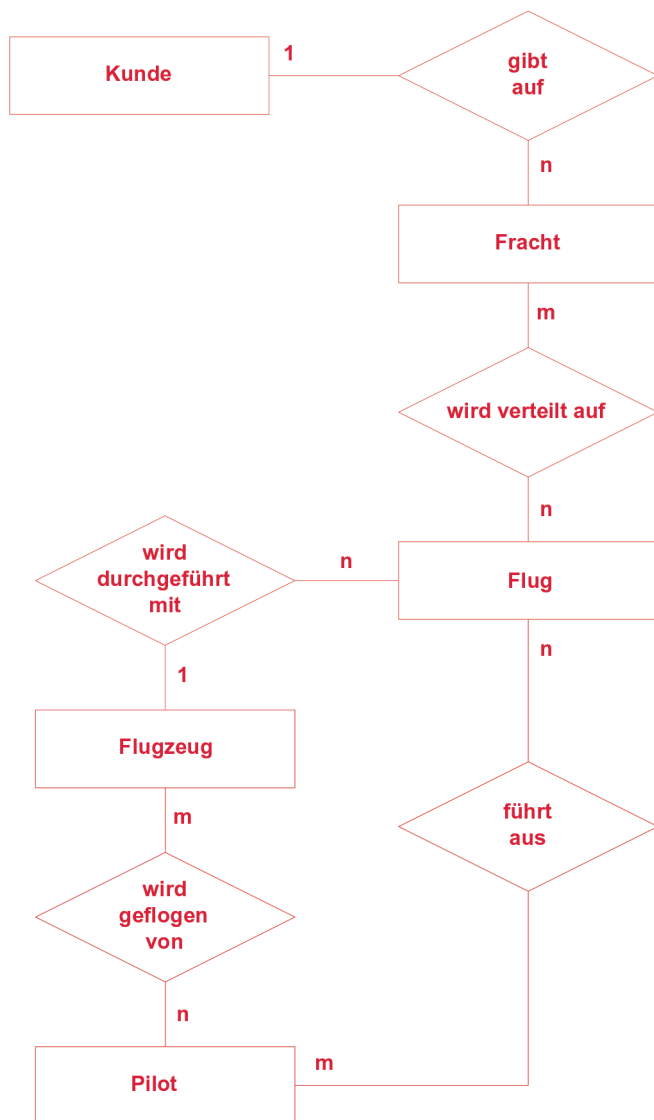 Kunde
1
gibt
auf
n
Fracht
m
wird verteilt auf
n
wird
durchgeführt
mit
n
Flug
1
n
Flugzeug
m
führt
aus
wird
geflogen
von
n
Pilot
m